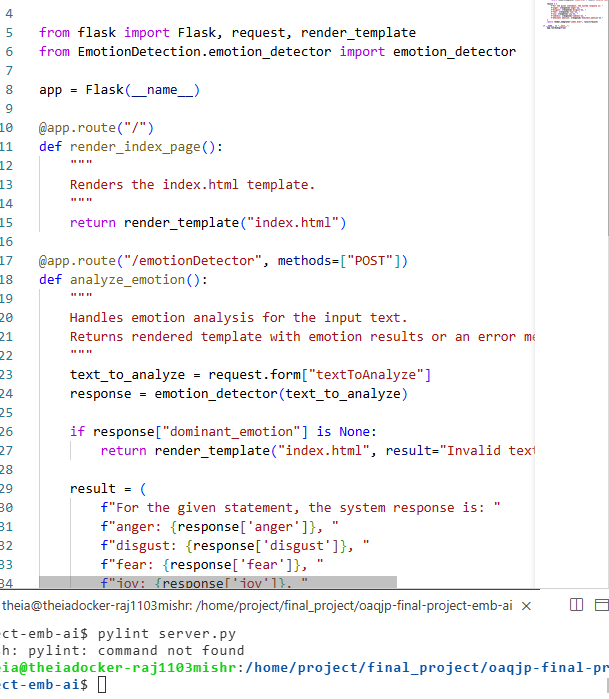 4
5 from flask import Flask, request, render_template
6 from EmotionDetection.emotion_detector import emotion_detector
7
8 app = Flask(__name__)
9
10 @app.route("/")
11 def render_index_page():
12 """
13 Renders the index.html template.
14 """
15 return render_template("index.html")
16
17 @app.route("/emotionDetector", methods=["POST"])
18 def analyze_emotion():
19 """
20 Handles emotion analysis for the input text.
21 Returns rendered template with emotion results or an error me
22 """
23 text_to_analyze = request.form["textToAnalyze"]
24 response = emotion_detector(text_to_analyze)
25
26 if response["dominant_emotion"] is None:
27 return render_template("index.html", result="Invalid text
28
29 result = (
30 f"For the given statement, the system response is: "
31 f"anger: {response['anger']}, "
32 f"disgust: {response['disgust']}, "
33 f"fear: {response['fear']}, "
34 f"joy: {response['joy']}, "
theia@theiadocker-raj1103mishr: /home/project/final_project/oaqjp-final-project-emb-ai ×
ect-emb-ai$ pylint server.py
h: pylint: command not found
eia@theiadocker-raj1103mishr:/home/project/final_project/oaqjp-final-pr
ect-emb-ai$